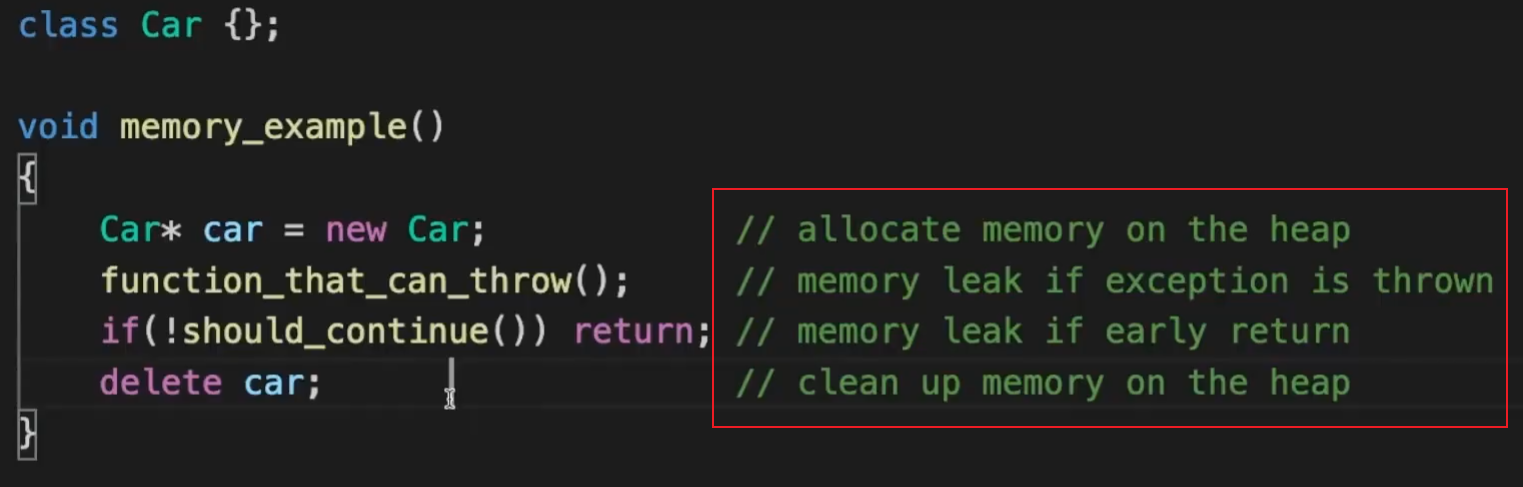 class Car {};
void memory_example()
{
Car* car = new Car; // allocate memory on the heap
function_that_can_throw(); // memory leak if exception is thrown
if(!should_continue()) return; // memory leak if early return
delete car; // clean up memory on the heap
}